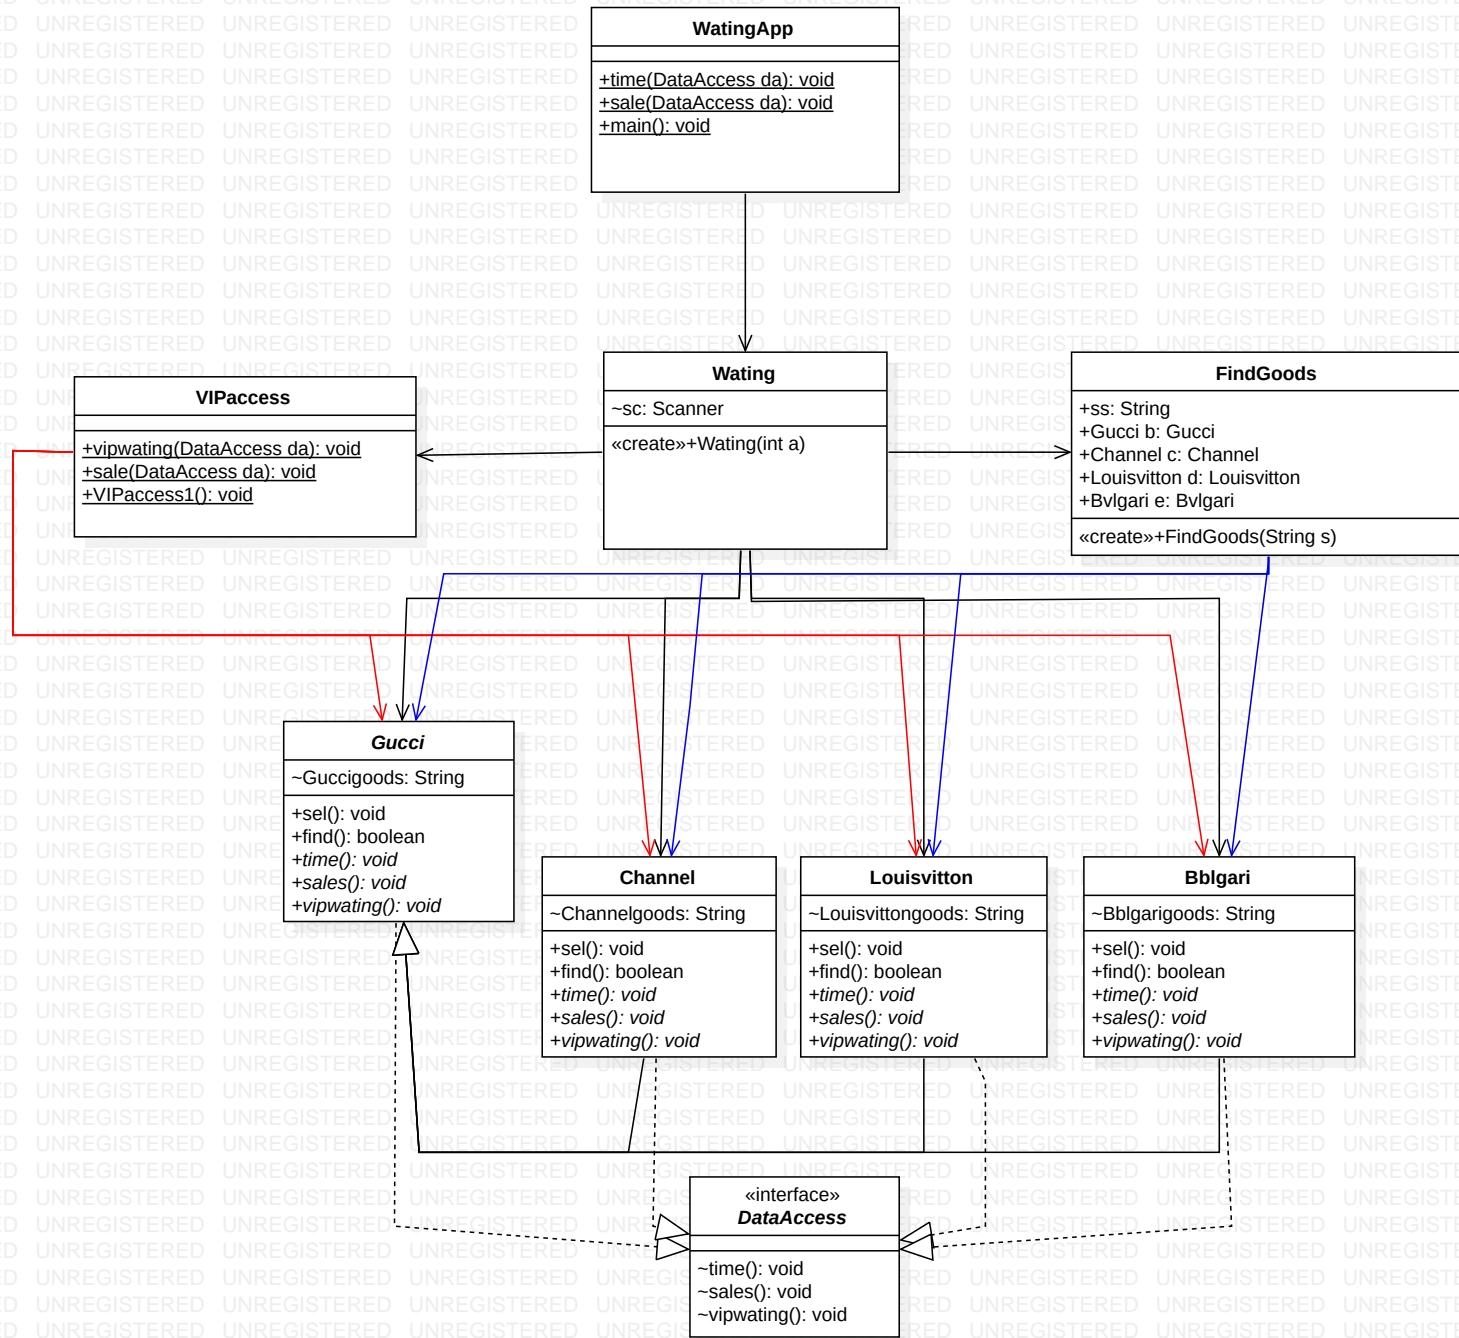 WatingApp
+time(DataAccess da): void
+sale(DataAccess da): void
+main(): void
VIPaccess
+vipwating(DataAccess da): void
+sale(DataAccess da): void
+VIPaccess1(): void
Wating
~sc: Scanner
«create»+Wating(int a)
FindGoods
+ss: String
+Gucci b: Gucci
+Channel c: Channel
+Louisvitton d: Louisvitton
+Bvlgari e: Bvlgari
«create»+FindGoods(String s)
Gucci
~Guccigoods: String
+sel(): void
+find(): boolean
+time(): void
+sales(): void
+vipwating(): void
Channel
~Channelgoods: String
+sel(): void
+find(): boolean
+time(): void
+sales(): void
+vipwating(): void
Louisvitton
~Louisvittongoods: String
+sel(): void
+find(): boolean
+time(): void
+sales(): void
+vipwating(): void
Bblgari
~Bblgarigoods: String
+sel(): void
+find(): boolean
+time(): void
+sales(): void
+vipwating(): void
«interface»
DataAccess
~time(): void
~sales(): void
~vipwating(): void